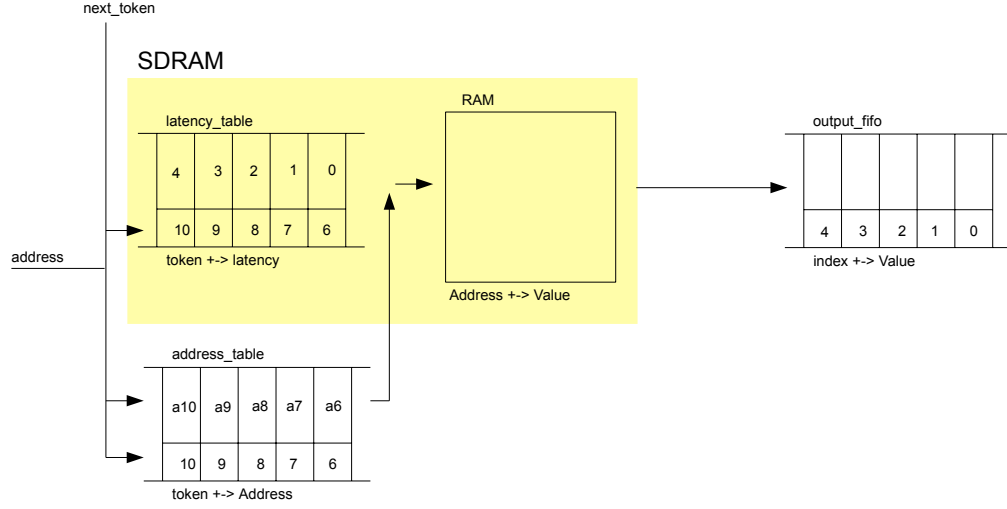 next_token
SDRAM
RAM
latency_table
output_fifo
4 3 2 1 0
10 9 8 7 6
4 3 2 1 0
address
token +-> latency
index +-> Value
Address +-> Value
address_table
a10 a9 a8 a7 a6
10 9 8 7 6
token +-> Address